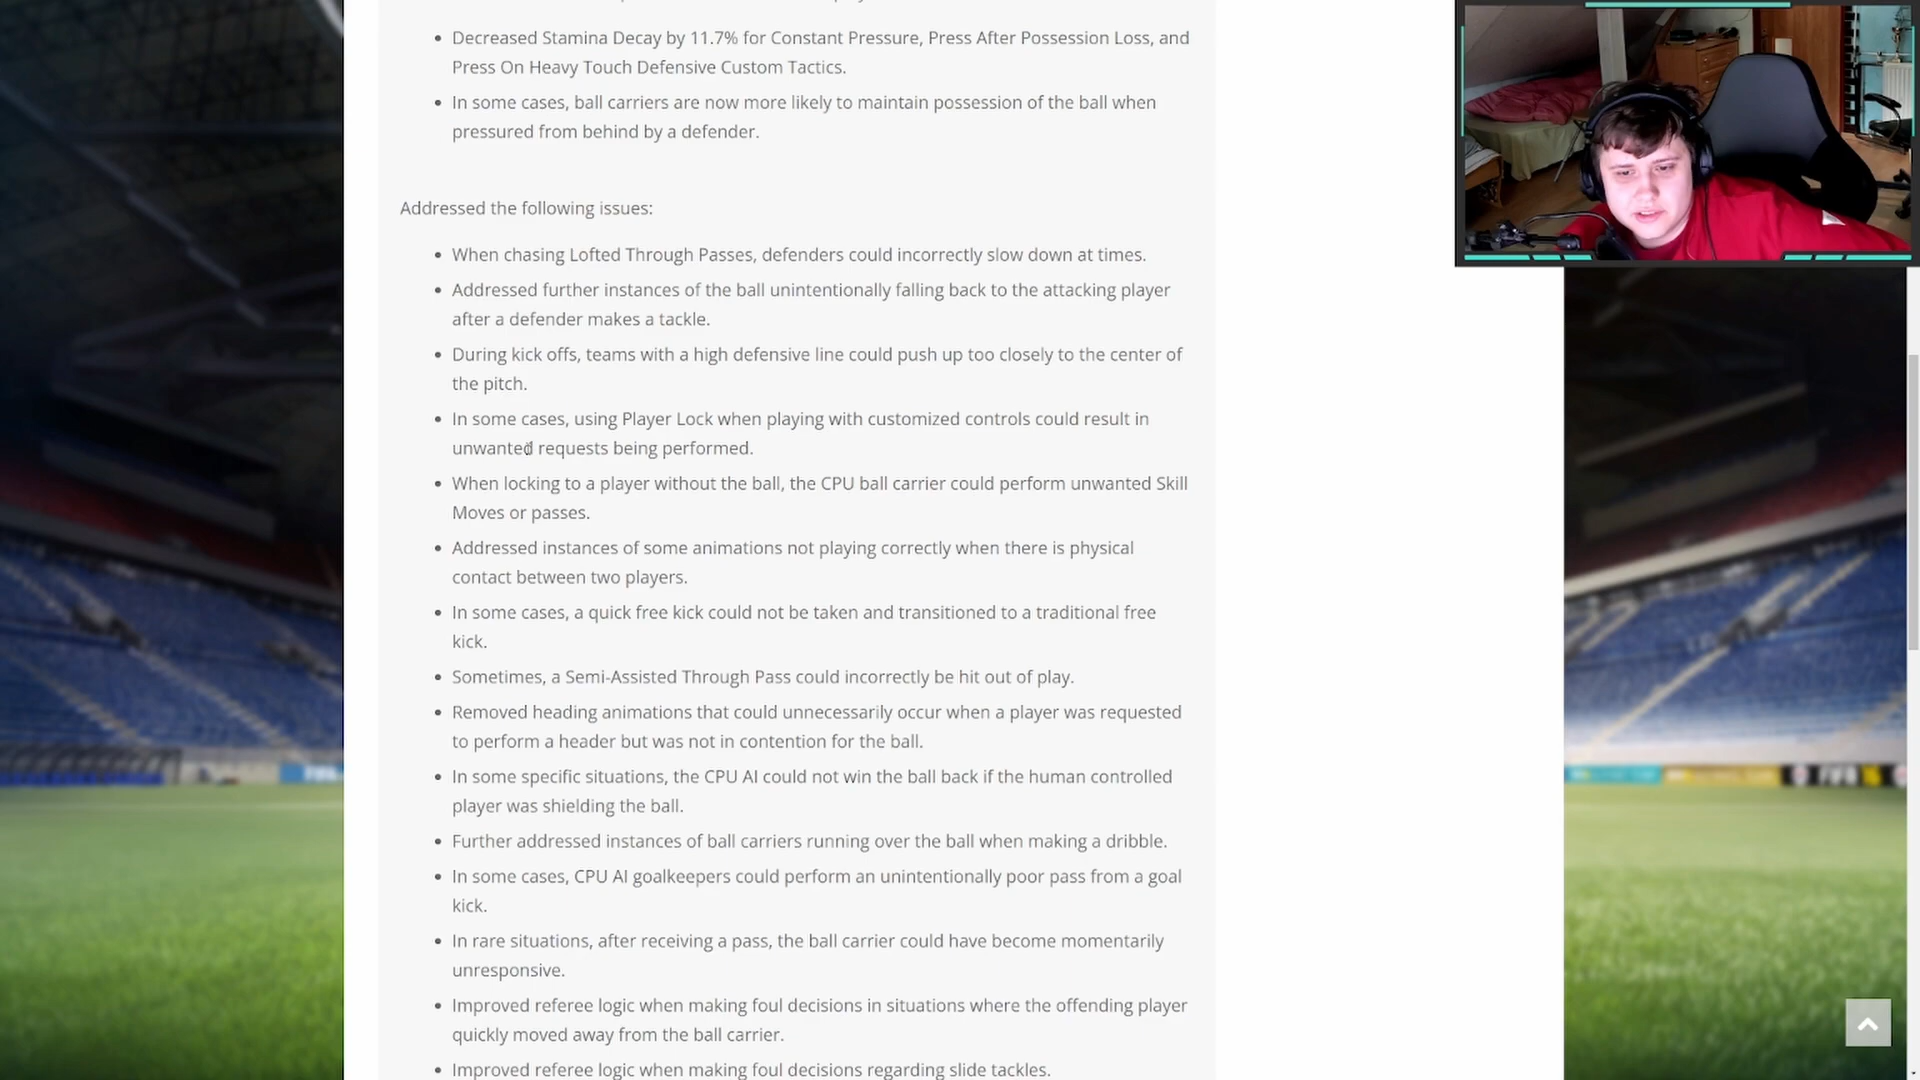 Decreased Stamina Decay by 11.7% for Constant Pressure, Press After Possession Loss, and
Press On Heavy Touch Defensive Custom Tactics.
In some cases, ball carriers are now more likely to maintain possession of the ball when
pressured from behind by a defender.
Addressed the following issues:
When chasing Lofted Through Passes, defenders could incorrectly slow down at times.
Addressed further instances of the ball unintentionally falling back to the attacking player
after a defender makes a tackle.
During kick offs, teams with a high defensive line could push up too closely to the center of
the pitch.
In some cases, using Player Lock when playing with customized controls could result in
unwanted requests being performed.
When locking to a player without the ball, the CPU ball carrier could perform unwanted Skill
Moves or passes.
Addressed instances of some animations not playing correctly when there is physical
contact between two players.
In some cases, a quick free kick could not be taken and transitioned to a traditional free
kick.
Sometimes, a Semi-Assisted Through Pass could incorrectly be hit out of play.
Removed heading animations that could unnecessarily occur when a player was requested
to perform a header but was not in contention for the ball.
In some specific situations, the CPU AI could not win the ball back if the human controlled
player was shielding the ball.
Further addressed instances of ball carriers running over the ball when making a dribble.
In some cases, CPU AI goalkeepers could perform an unintentionally poor pass from a goal
kick.
In rare situations, after receiving a pass, the ball carrier could have become momentarily
unresponsive.
Improved referee logic when making foul decisions in situations where the offending player
quickly moved away from the ball carrier.
Improved referee logic when making foul decisions regarding slide tackles.